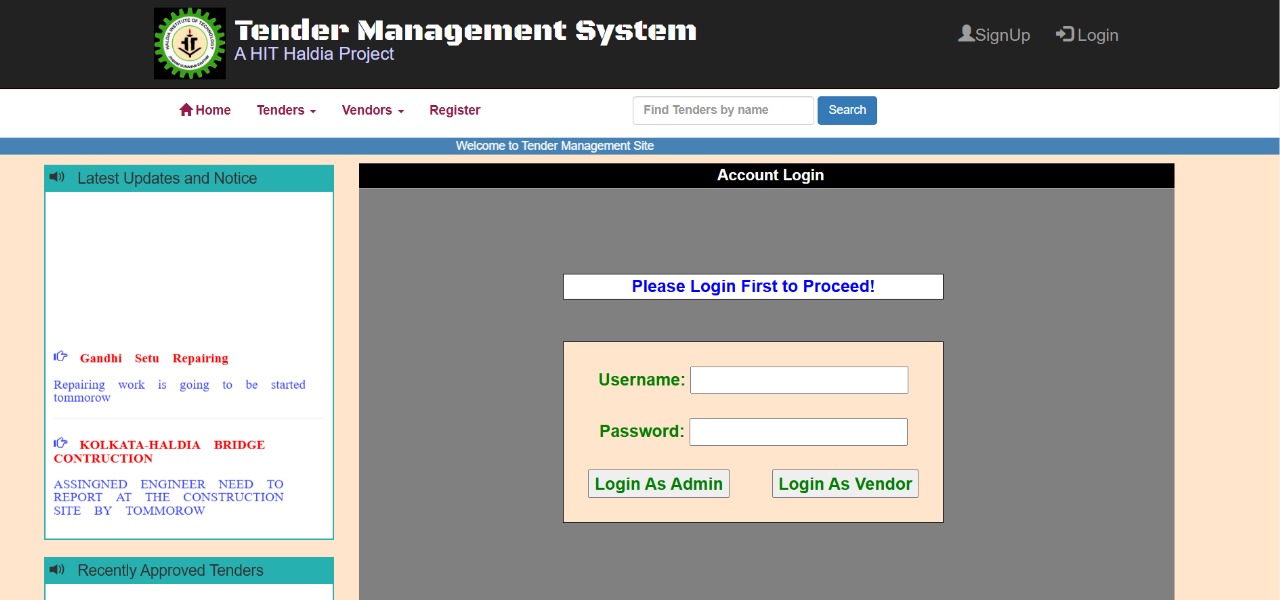 Tender Management System
A HIT Haldia Project
SignUp
Login
Home
Tenders
Vendors
Register
Find Tenders by name
Search
Welcome to Tender Management Site
Latest Updates and Notice
Gandhi Setu Repairing
Repairing work is going to be started
tommorow
KOLKATA-HALDIA BRIDGE
CONTRUCTION
ASSINGNED ENGINEER NEED TO
REPORT AT THE CONSTRUCTION
SITE BY TOMMOROW
Recently Approved Tenders
Account Login
Please Login First to Proceed!
Username:
Password:
Login As Admin
Login As Vendor